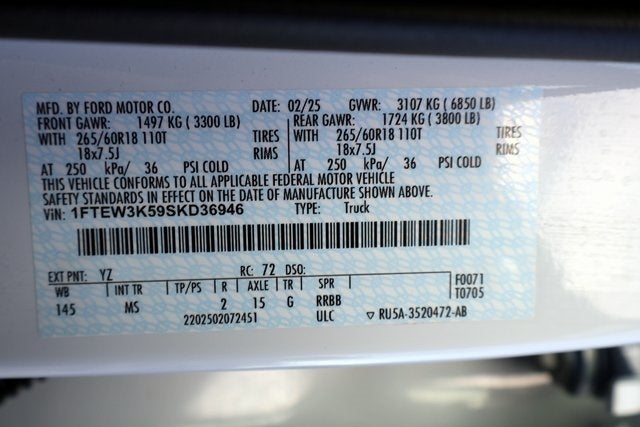 MFD. BY FORD MOTOR CO. DATE: 02/25 GVWR: 3107 KG ( 6850 LB)
FRONT GAWR: 1497 KG ( 3300 LB) REAR GAWR: 1724 KG ( 3800 LB)
WITH 265/60R18 110T TIRES WITH 265/60R18 110T TIRES
18x7.5J RIMS 18x7.5J RIMS
AT 250 kPa/ 36 PSI COLD AT 250 kPa/ 36 PSI COLD
THIS VEHICLE CONFORMS TO ALL APPLICABLE FEDERAL MOTOR VEHICLE
SAFETY STANDARDS IN EFFECT ON THE DATE OF MANUFACTURE SHOWN ABOVE.
VIN: 1FTEW3K59SKD36946 TYPE: Truck
EXT PNT: YZ RC: 72 DSO:
WB INT TR TP/PS R AXLE TR SPR F0071
145 MS 2 15 G RRBB T0705
2202502072451 ULC ▽ RU5A-3520472-AB